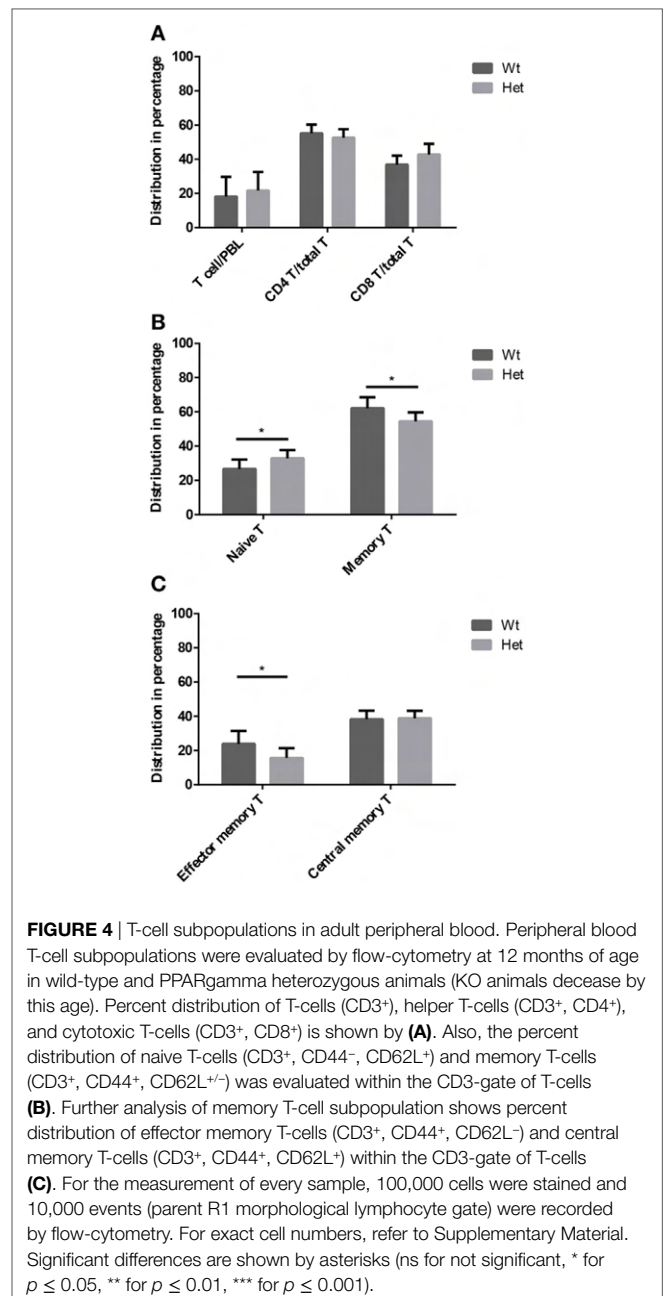 A
Distribution in percentage
100
80
60
40
20
0
T cell/PBL
CD4 T/total T
CD8 T/total T
Wt
Het
B
Distribution in percentage
100
80
60
40
20
0
*
*
Naive T
Memory T
Wt
Het
C
Distribution in percentage
100
80
60
40
20
0
*
Effector memory T
Central memory T
Wt
Het
FIGURE 4 | T-cell subpopulations in adult peripheral blood. Peripheral blood
T-cell subpopulations were evaluated by flow-cytometry at 12 months of age
in wild-type and PPARgamma heterozygous animals (KO animals decease by
this age). Percent distribution of T-cells (CD3⁺), helper T-cells (CD3⁺, CD4⁺),
and cytotoxic T-cells (CD3⁺, CD8⁺) is shown by (A). Also, the percent
distribution of naive T-cells (CD3⁺, CD44⁻, CD62L⁺) and memory T-cells
(CD3⁺, CD44⁺, CD62L⁺/⁻) was evaluated within the CD3-gate of T-cells
(B). Further analysis of memory T-cell subpopulation shows percent
distribution of effector memory T-cells (CD3⁺, CD44⁺, CD62L⁻) and central
memory T-cells (CD3⁺, CD44⁺, CD62L⁺) within the CD3-gate of T-cells
(C). For the measurement of every sample, 100,000 cells were stained and
10,000 events (parent R1 morphological lymphocyte gate) were recorded
by flow-cytometry. For exact cell numbers, refer to Supplementary Material.
Significant differences are shown by asterisks (ns for not significant, * for
p ≤ 0.05, ** for p ≤ 0.01, *** for p ≤ 0.001).